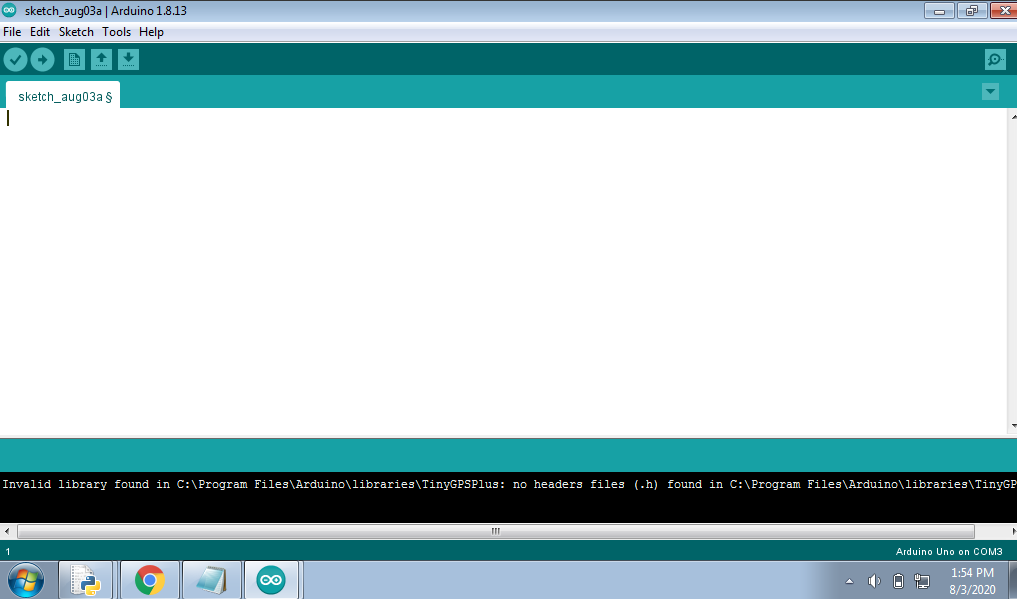 sketch_aug03a | Arduino 1.8.13
File Edit Sketch Tools Help
sketch_aug03a §
Invalid library found in C:\Program Files\Arduino\libraries\TinyGPSPlus: no headers files (.h) found in C:\Program Files\Arduino\libraries\TinyGP
1
Arduino Uno on COM3
1:54 PM
8/3/2020